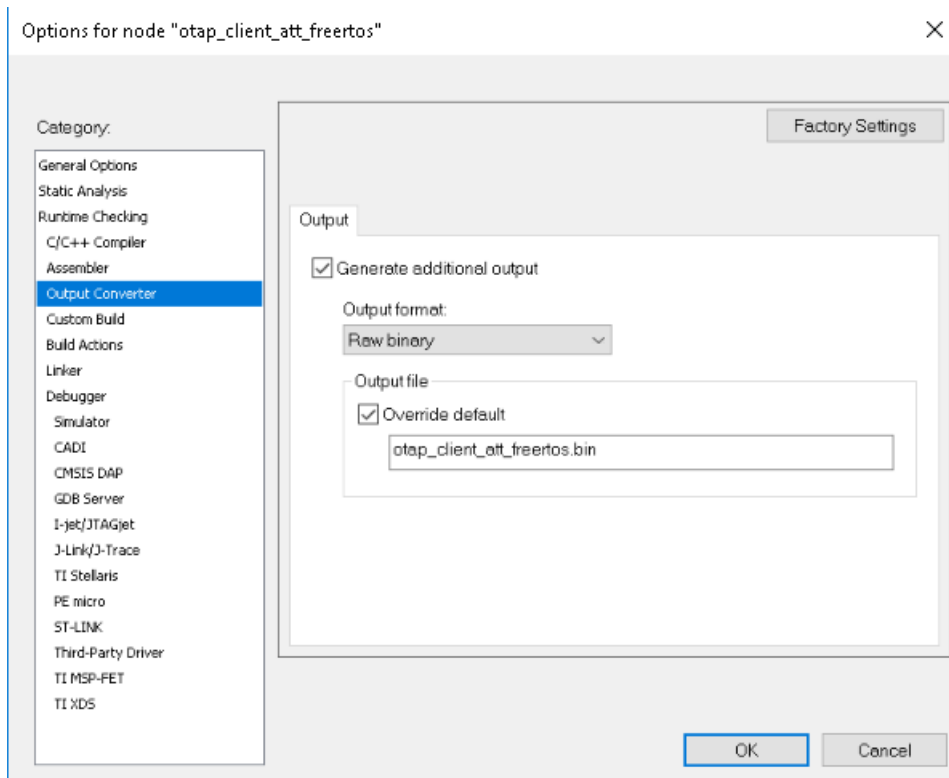 Options for node "otap_client_att_freertos"
Category:
Factory Settings
General Options
Static Analysis
Runtime Checking
C/C++ Compiler
Assembler
Output Converter
Custom Build
Build Actions
Linker
Debugger
Simulator
CADI
CMSIS DAP
GDB Server
I-jet/JTAGjet
J-Link/J-Trace
TI Stellaris
PE micro
ST-LINK
Third-Party Driver
TI MSP-FET
TI XDS
Output
Generate additional output
Output format:
Raw binary
Output file
Override default
otap_client_att_freertos.bin
OK
Cancel